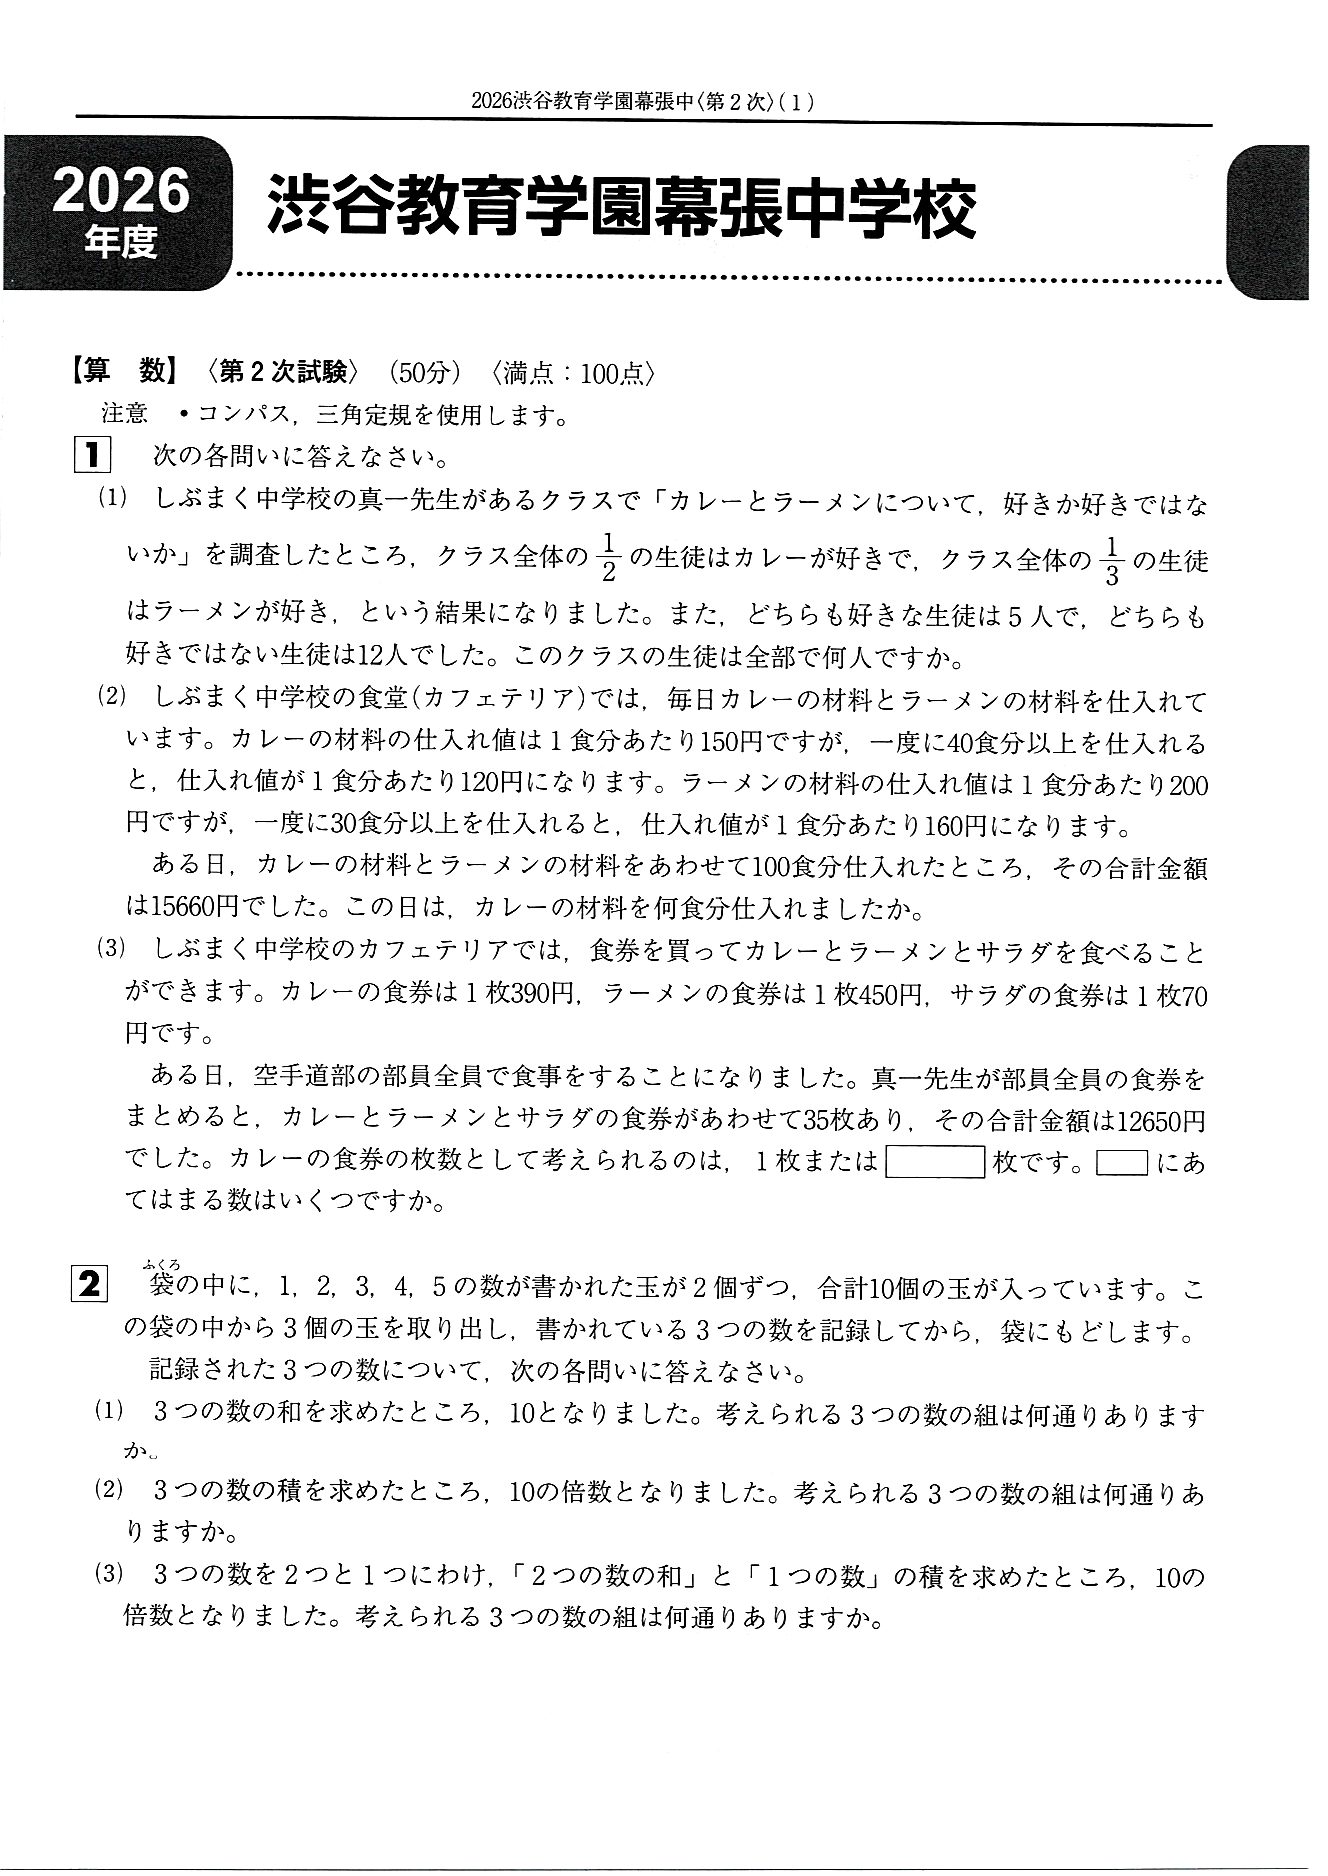 2026渋谷教育学園幕張中〈第2次〉(1)
2026
年度
渋谷教育学園幕張中学校
【算 数】〈第2次試験〉(50分)〈満点：100点〉
注意 ・コンパス，三角定規を使用します。
1 次の各問いに答えなさい。
(1) しぶまく中学校の真一先生があるクラスで「カレーとラーメンについて，好きか好きではな
いか」を調査したところ，クラス全体の1/2の生徒はカレーが好きで，クラス全体の1/3の生徒
はラーメンが好き，という結果になりました。また，どちらも好きな生徒は5人で，どちらも
好きではない生徒は12人でした。このクラスの生徒は全部で何人ですか。
(2) しぶまく中学校の食堂(カフェテリア)では，毎日カレーの材料とラーメンの材料を仕入れて
います。カレーの材料の仕入れ値は1食分あたり150円ですが，一度に40食分以上を仕入れる
と，仕入れ値が1食分あたり120円になります。ラーメンの材料の仕入れ値は1食分あたり200
円ですが，一度に30食分以上を仕入れると，仕入れ値が1食分あたり160円になります。
ある日，カレーの材料とラーメンの材料をあわせて100食分仕入れたところ，その合計金額
は15660円でした。この日は，カレーの材料を何食分仕入れましたか。
(3) しぶまく中学校のカフェテリアでは，食券を買ってカレーとラーメンとサラダを食べること
ができます。カレーの食券は1枚390円，ラーメンの食券は1枚450円，サラダの食券は1枚70
円です。
ある日，空手道部の部員全員で食事をすることになりました。真一先生が部員全員の食券を
まとめると，カレーとラーメンとサラダの食券があわせて35枚あり，その合計金額は12650円
でした。カレーの食券の枚数として考えられるのは，1枚または□枚です。□にあ
てはまる数はいくつですか。
ふくろ
2 袋の中に，1，2，3，4，5の数が書かれた玉が2個ずつ，合計10個の玉が入っています。こ
の袋の中から3個の玉を取り出し，書かれている3つの数を記録してから，袋にもどします。
記録された3つの数について，次の各問いに答えなさい。
(1) 3つの数の和を求めたところ，10となりました。考えられる3つの数の組は何通りあります
か。
(2) 3つの数の積を求めたところ，10の倍数となりました。考えられる3つの数の組は何通りあ
りますか。
(3) 3つの数を2つと1つにわけ，「2つの数の和」と「1つの数」の積を求めたところ，10の
倍数となりました。考えられる3つの数の組は何通りありますか。